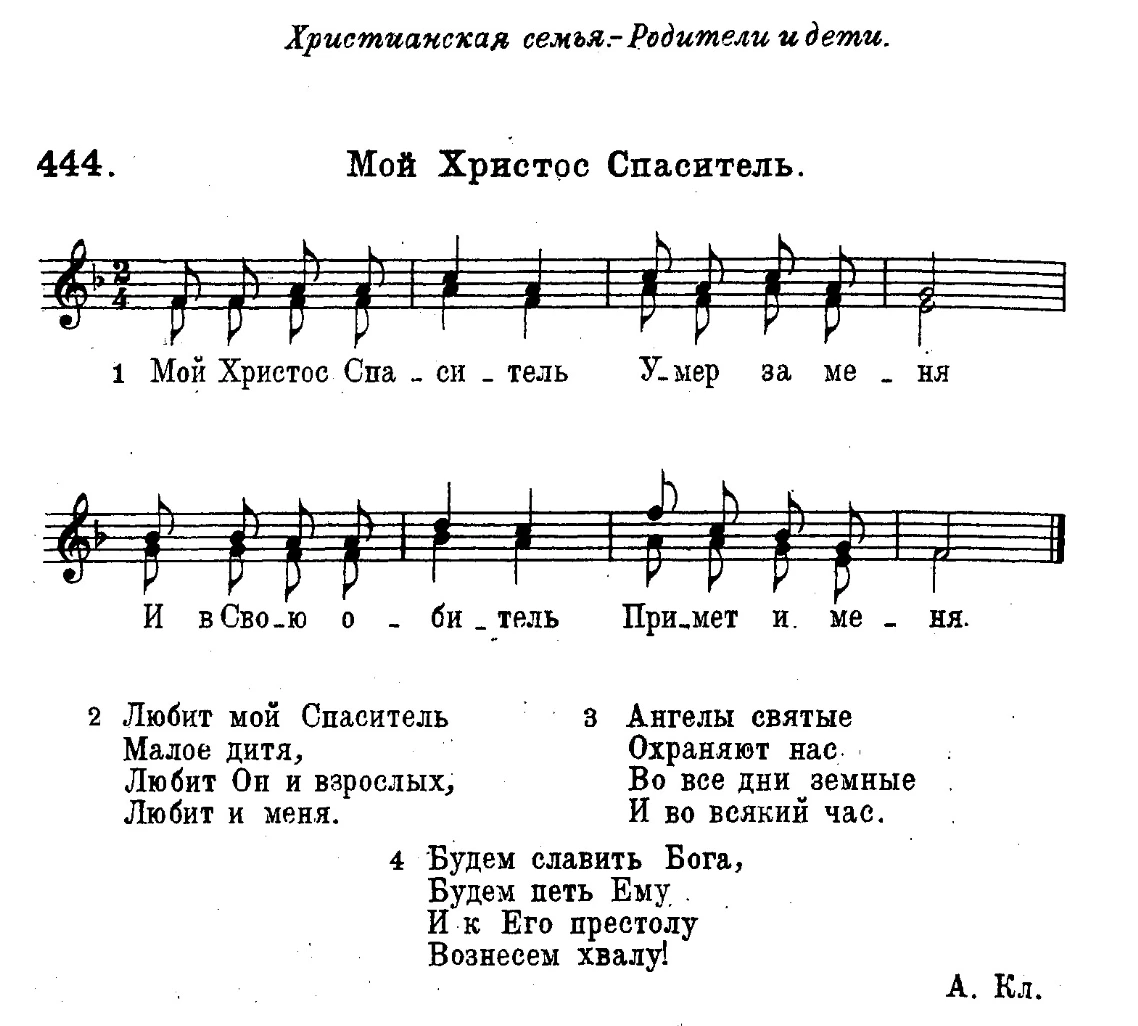 Христианская семья.-Родители и дети.
444.
Мой Христос Спаситель.
2
4
1 Мой Христос Спа - си - тель У-мер за ме - ня
И в Сво-ю о - би - тель При-мет и ме - ня.
2 Любит мой Спаситель
Малое дитя,
Любит Он и взрослых,
Любит и меня.
3 Ангелы святые
Охраняют нас
Во все дни земные
И во всякий час.
4 Будем славить Бога,
Будем петь Ему
И к Его престолу
Вознесем хвалу!
А. Кл.